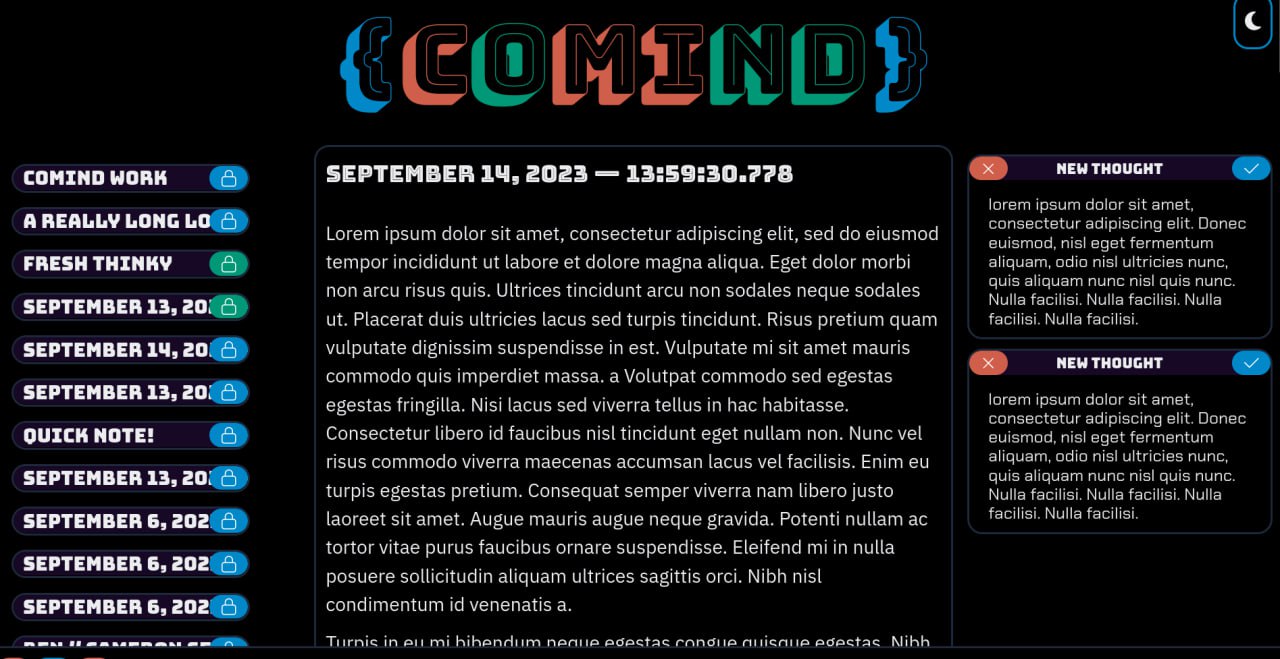 {COMIND}
COMIND WORK
A REALLY LONG LO
FRESH THINKY
SEPTEMBER 13, 20
SEPTEMBER 14, 20
SEPTEMBER 13, 20
QUICK NOTE!
SEPTEMBER 13, 20
SEPTEMBER 6, 202
SEPTEMBER 6, 202
SEPTEMBER 6, 202
SEPTEMBER 14, 2023 — 13:59:30.778
Lorem ipsum dolor sit amet, consectetur adipiscing elit, sed do eiusmod
tempor incididunt ut labore et dolore magna aliqua. Eget dolor morbi
non arcu risus quis. Ultrices tincidunt arcu non sodales neque sodales
ut. Placerat duis ultricies lacus sed turpis tincidunt. Risus pretium quam
vulputate dignissim suspendisse in est. Vulputate mi sit amet mauris
commodo quis imperdiet massa. a Volutpat commodo sed egestas
egestas fringilla. Nisi lacus sed viverra tellus in hac habitasse.
Consectetur libero id faucibus nisl tincidunt eget nullam non. Nunc vel
risus commodo viverra maecenas accumsan lacus vel facilisis. Enim eu
turpis egestas pretium. Consequat semper viverra nam libero justo
laoreet sit amet. Augue mauris augue neque gravida. Potenti nullam ac
tortor vitae purus faucibus ornare suspendisse. Eleifend mi in nulla
posuere sollicitudin aliquam ultrices sagittis orci. Nibh nisl
condimentum id venenatis a.
Turpis in eu mi bibendum neque egestas congue quisque egestas. Nibh
NEW THOUGHT
lorem ipsum dolor sit amet,
consectetur adipiscing elit. Donec
euismod, nisl eget fermentum
aliquam, odio nisl ultricies nunc,
quis aliquam nunc nisl quis nunc.
Nulla facilisi. Nulla facilisi. Nulla
facilisi. Nulla facilisi.
NEW THOUGHT
lorem ipsum dolor sit amet,
consectetur adipiscing elit. Donec
euismod, nisl eget fermentum
aliquam, odio nisl ultricies nunc,
quis aliquam nunc nisl quis nunc.
Nulla facilisi. Nulla facilisi. Nulla
facilisi. Nulla facilisi.